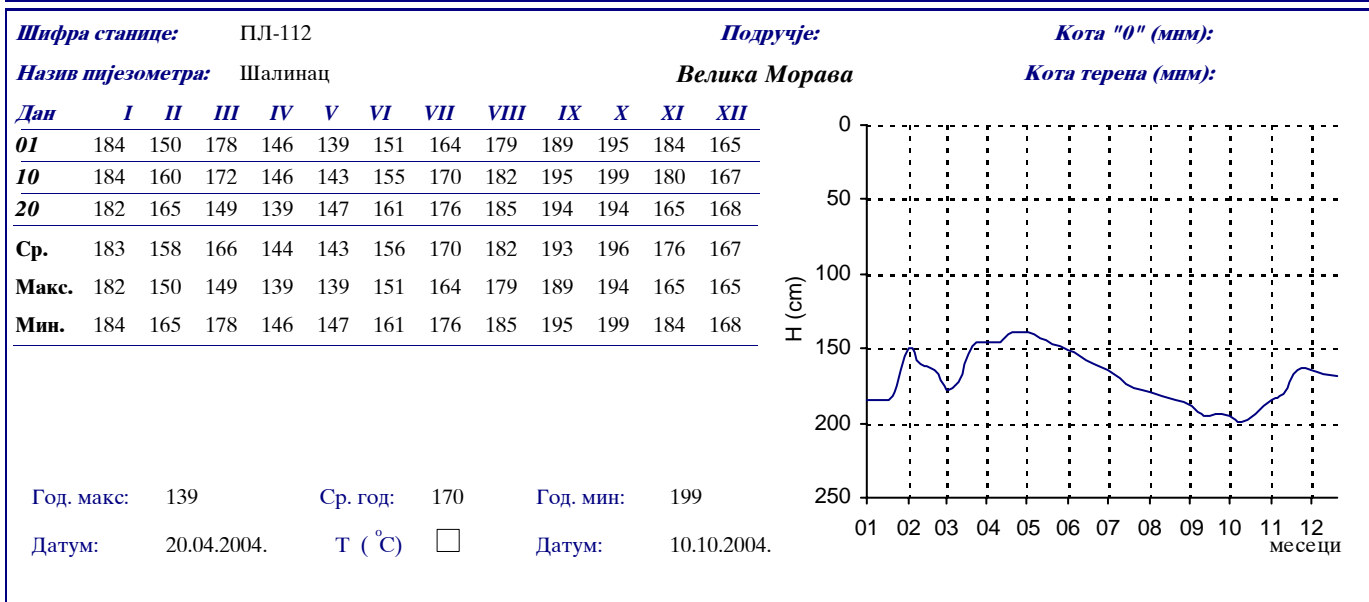 Шифра станице: ПЛ-112 Подручје: Кота "0" (мнм):
Назив пијезометра: Шалинац Велика Морава Кота терена (мнм):
Дан I II III IV V VI VII VIII IX X XI XII
01 184 150 178 146 139 151 164 179 189 195 184 165
10 184 160 172 146 143 155 170 182 195 199 180 167
20 182 165 149 139 147 161 176 185 194 194 165 168
Ср. 183 158 166 144 143 156 170 182 193 196 176 167
Макс. 182 150 149 139 139 151 164 179 189 194 165 165
Мин. 184 165 178 146 147 161 176 185 195 199 184 168
Год. макс: 139 Ср. год: 170 Год. мин: 199
Датум: 20.04.2004. Т ( °С) Датум: 10.10.2004.
0
50
100
150
200
250
H (cm)
01 02 03 04 05 06 07 08 09 10 11 12
месеци